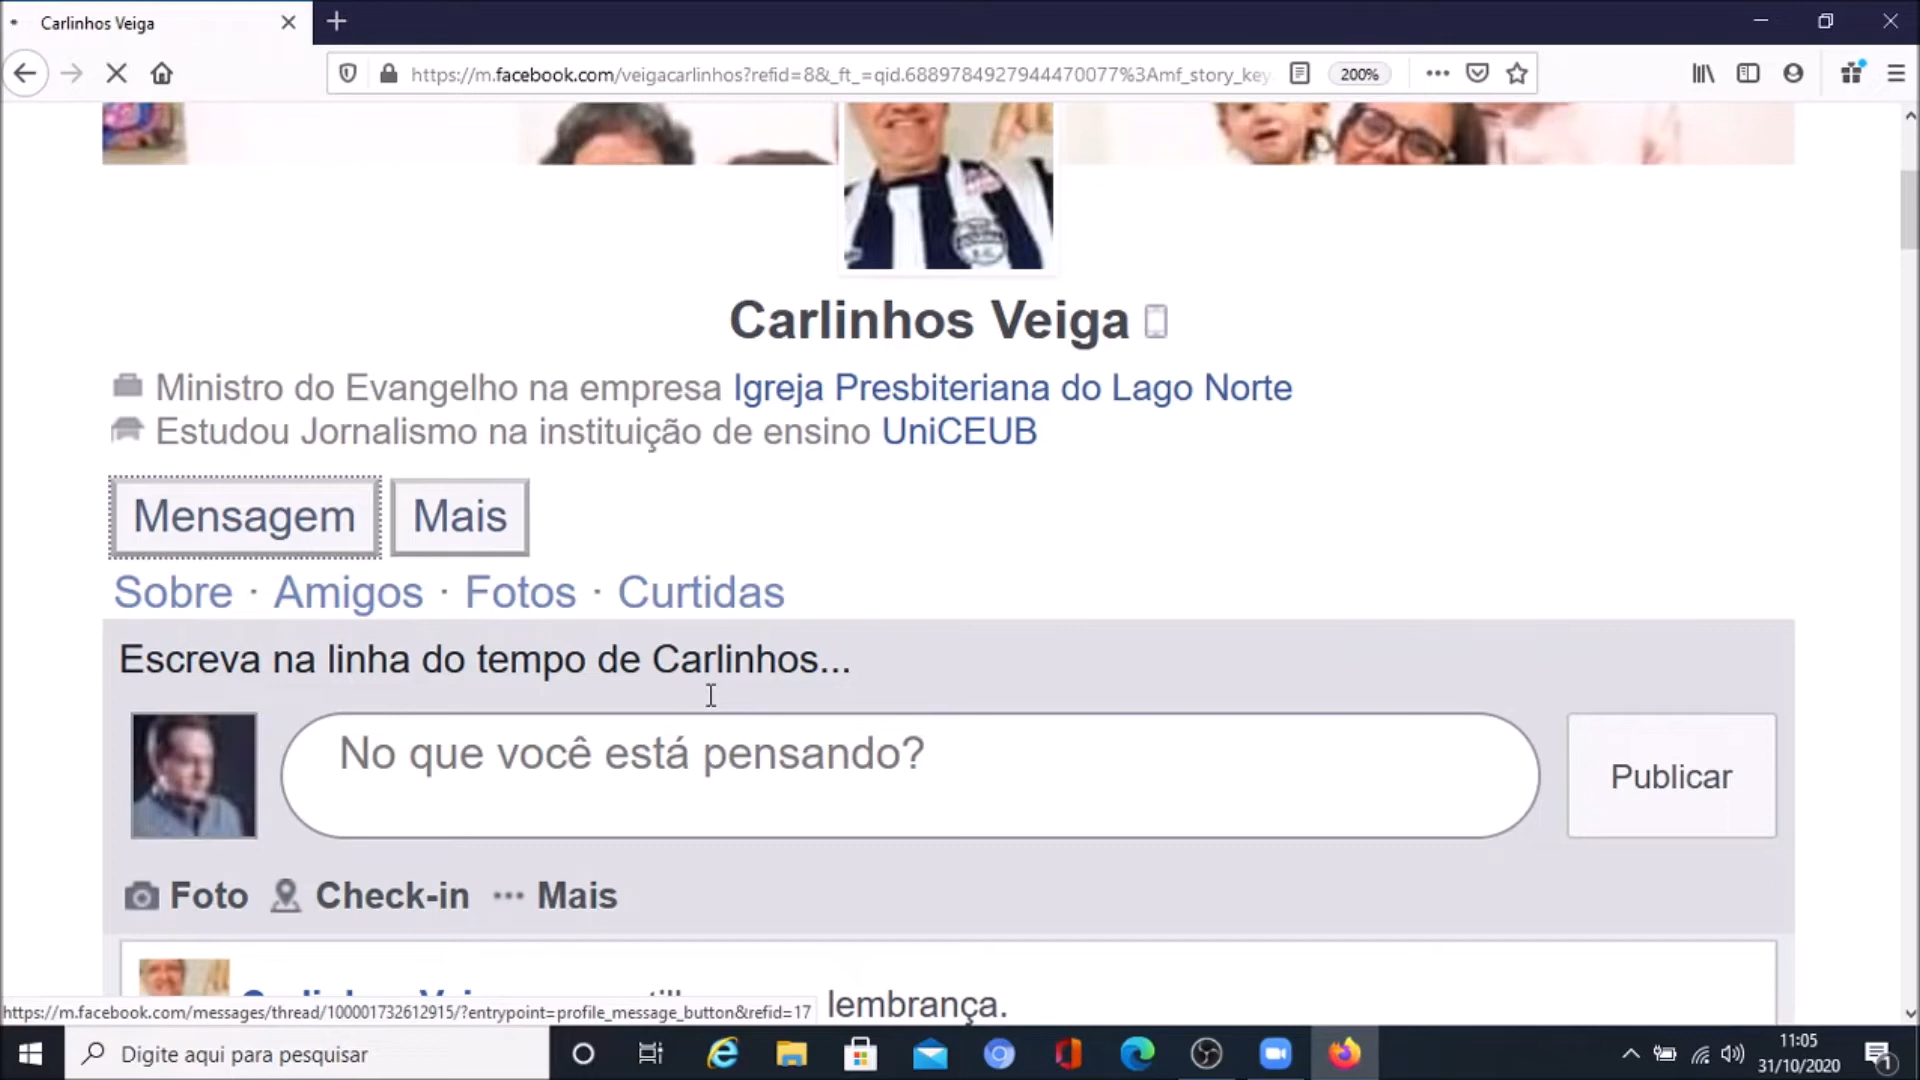 Carlinhos Veiga
https://m.facebook.com/veigacarlinhos?refid=8&_ft_=qid.6889784927944470077%3Amf_story_key
200%
Carlinhos Veiga
Ministro do Evangelho na empresa Igreja Presbiteriana do Lago Norte
Estudou Jornalismo na instituição de ensino UniCEUB
Mensagem Mais
Sobre · Amigos · Fotos · Curtidas
Escreva na linha do tempo de Carlinhos...
No que você está pensando?
Publicar
Foto Check-in ··· Mais
lembrança.
https://m.facebook.com/messages/thread/100001732612915/?entrypoint=profile_message_button&refid=17
Digite aqui para pesquisar
11:05
31/10/2020
1